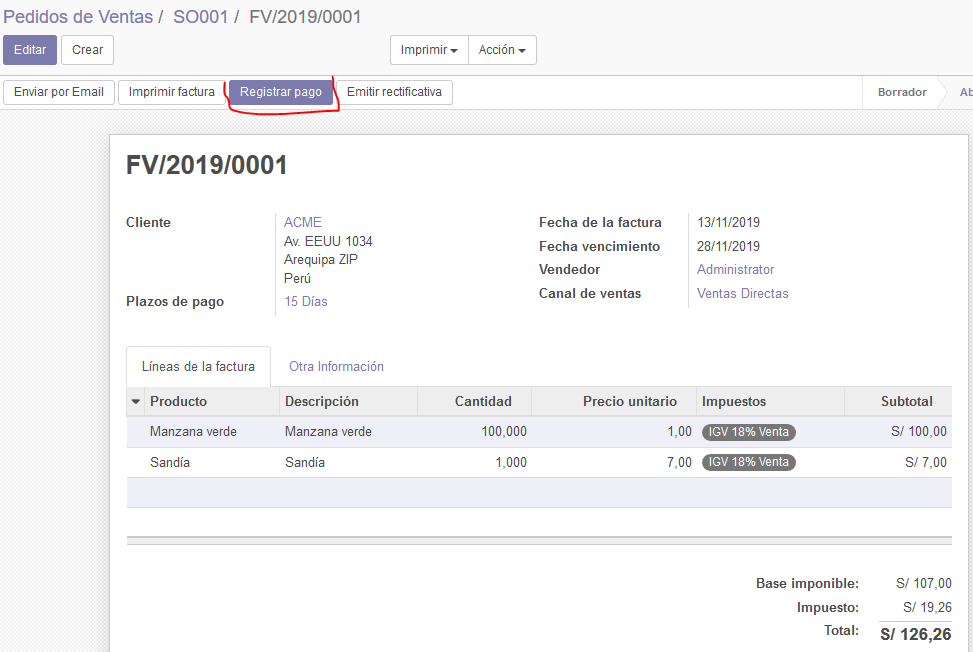 Pedidos de Ventas / SO001 / FV/2019/0001
Editar Crear Imprimir Acción
Enviar por Email Imprimir factura Registrar pago Emitir rectificativa Borrador Ab
FV/2019/0001
Cliente ACME Fecha de la factura 13/11/2019
Av. EEUU 1034 Fecha vencimiento 28/11/2019
Arequipa ZIP Vendedor Administrator
Perú Canal de ventas Ventas Directas
Plazos de pago 15 Días
Líneas de la factura Otra Información
Producto Descripción Cantidad Precio unitario Impuestos Subtotal
Manzana verde Manzana verde 100,000 1,00 IGV 18% Venta S/ 100,00
Sandía Sandía 1,000 7,00 IGV 18% Venta S/ 7,00
Base imponible: S/ 107,00
Impuesto: S/ 19,26
Total: S/ 126,26